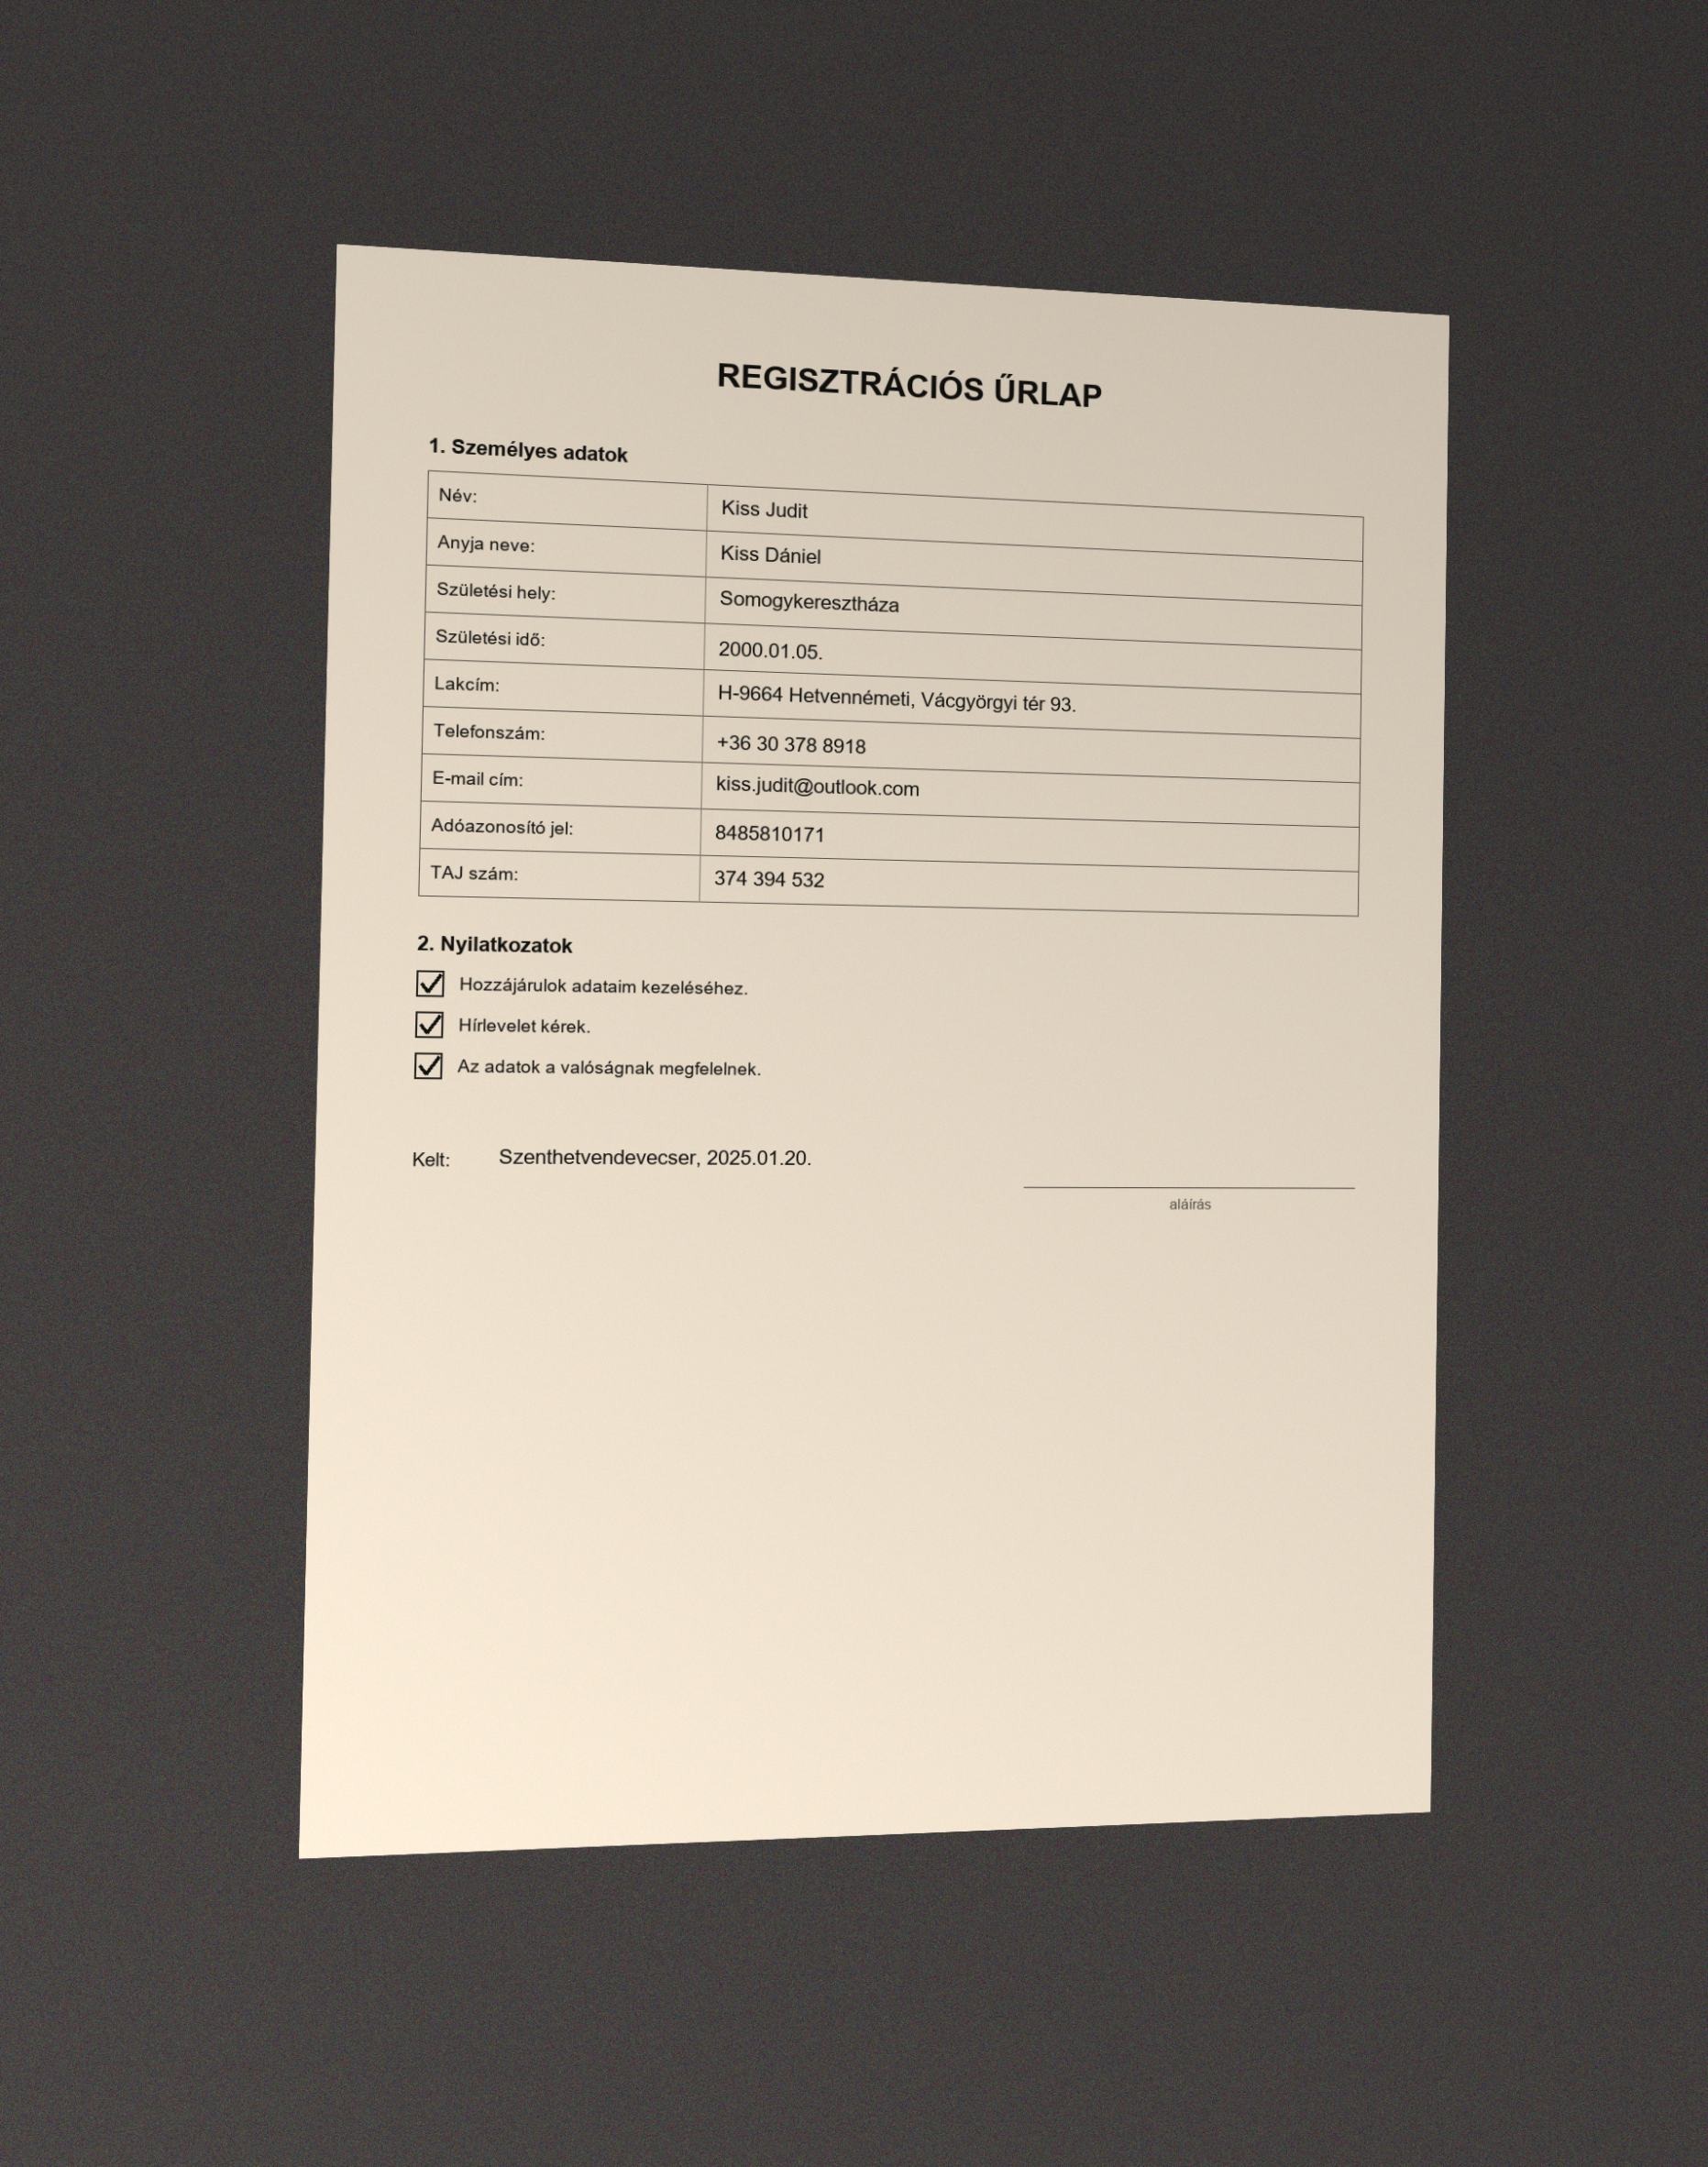 REGISZTRÁCIÓS ŰRLAP
1. Személyes adatok
Név: Kiss Judit
Anyja neve: Kiss Dániel
Születési hely: Somogykeresztháza
Születési idő: 2000.01.05.
Lakcím: H-9664 Hetvennémeti, Vácgyörgyi tér 93.
Telefonszám: +36 30 378 8918
E-mail cím: kiss.judit@outlook.com
Adóazonosító jel: 8485810171
TAJ szám: 374 394 532
2. Nyilatkozatok
Hozzájárulok adataim kezeléséhez.
Hírlevelet kérek.
Az adatok a valóságnak megfelelnek.
Kelt: Szenthetvendevecser, 2025.01.20.
aláírás